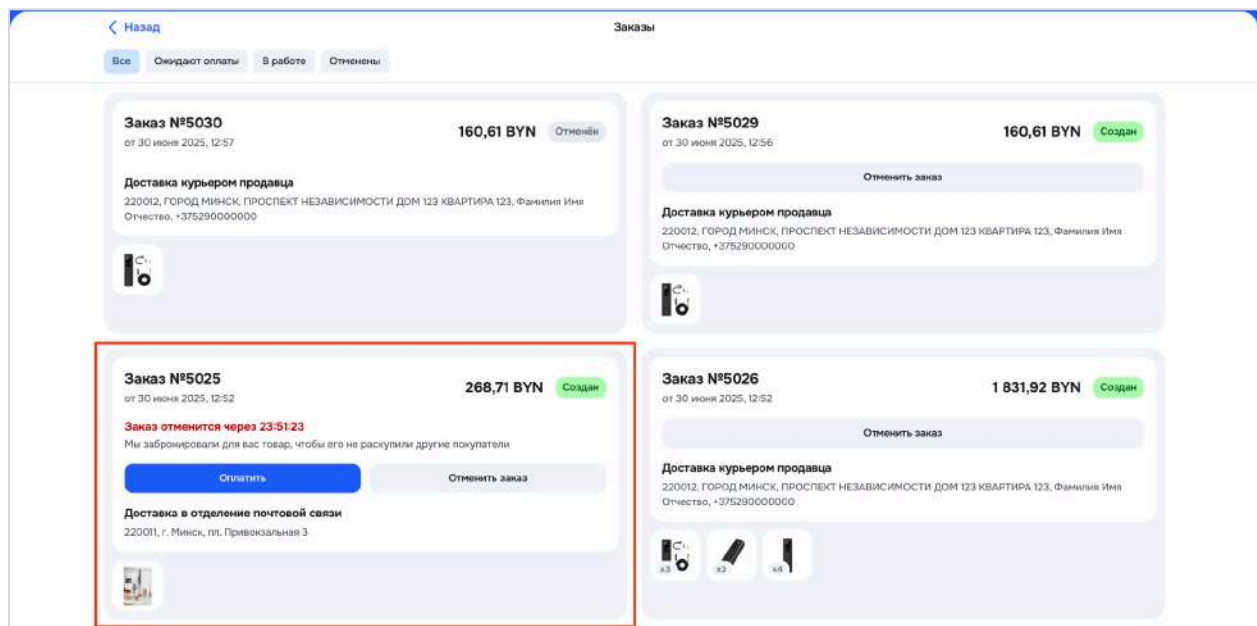 Назад
Заказы
Все
Ожидают оплаты
В работе
Отменены
Заказ №5030
160,61 BYN
Отменён
от 30 июня 2025, 12:57
Доставка курьером продавца
220012, ГОРОД МИНСК, ПРОСПЕКТ НЕЗАВИСИМОСТИ ДОМ 123 КВАРТИРА 123, Фамилия Имя
Отчество, +375290000000
Заказ №5029
160,61 BYN
Создан
от 30 июня 2025, 12:56
Отменить заказ
Доставка курьером продавца
220012, ГОРОД МИНСК, ПРОСПЕКТ НЕЗАВИСИМОСТИ ДОМ 123 КВАРТИРА 123, Фамилия Имя
Отчество, +375290000000
Заказ №5025
268,71 BYN
Создан
от 30 июня 2025, 12:52
Заказ отменится через 23:51:23
Мы забронировали для вас товар, чтобы его не раскупили другие покупатели
Оплатить
Отменить заказ
Доставка в отделение почтовой связи
220011, г. Минск, пл. Привокзальная 3
Заказ №5026
1 831,92 BYN
Создан
от 30 июня 2025, 12:52
Отменить заказ
Доставка курьером продавца
220012, ГОРОД МИНСК, ПРОСПЕКТ НЕЗАВИСИМОСТИ ДОМ 123 КВАРТИРА 123, Фамилия Имя
Отчество, +375290000000
x3
x3
x4